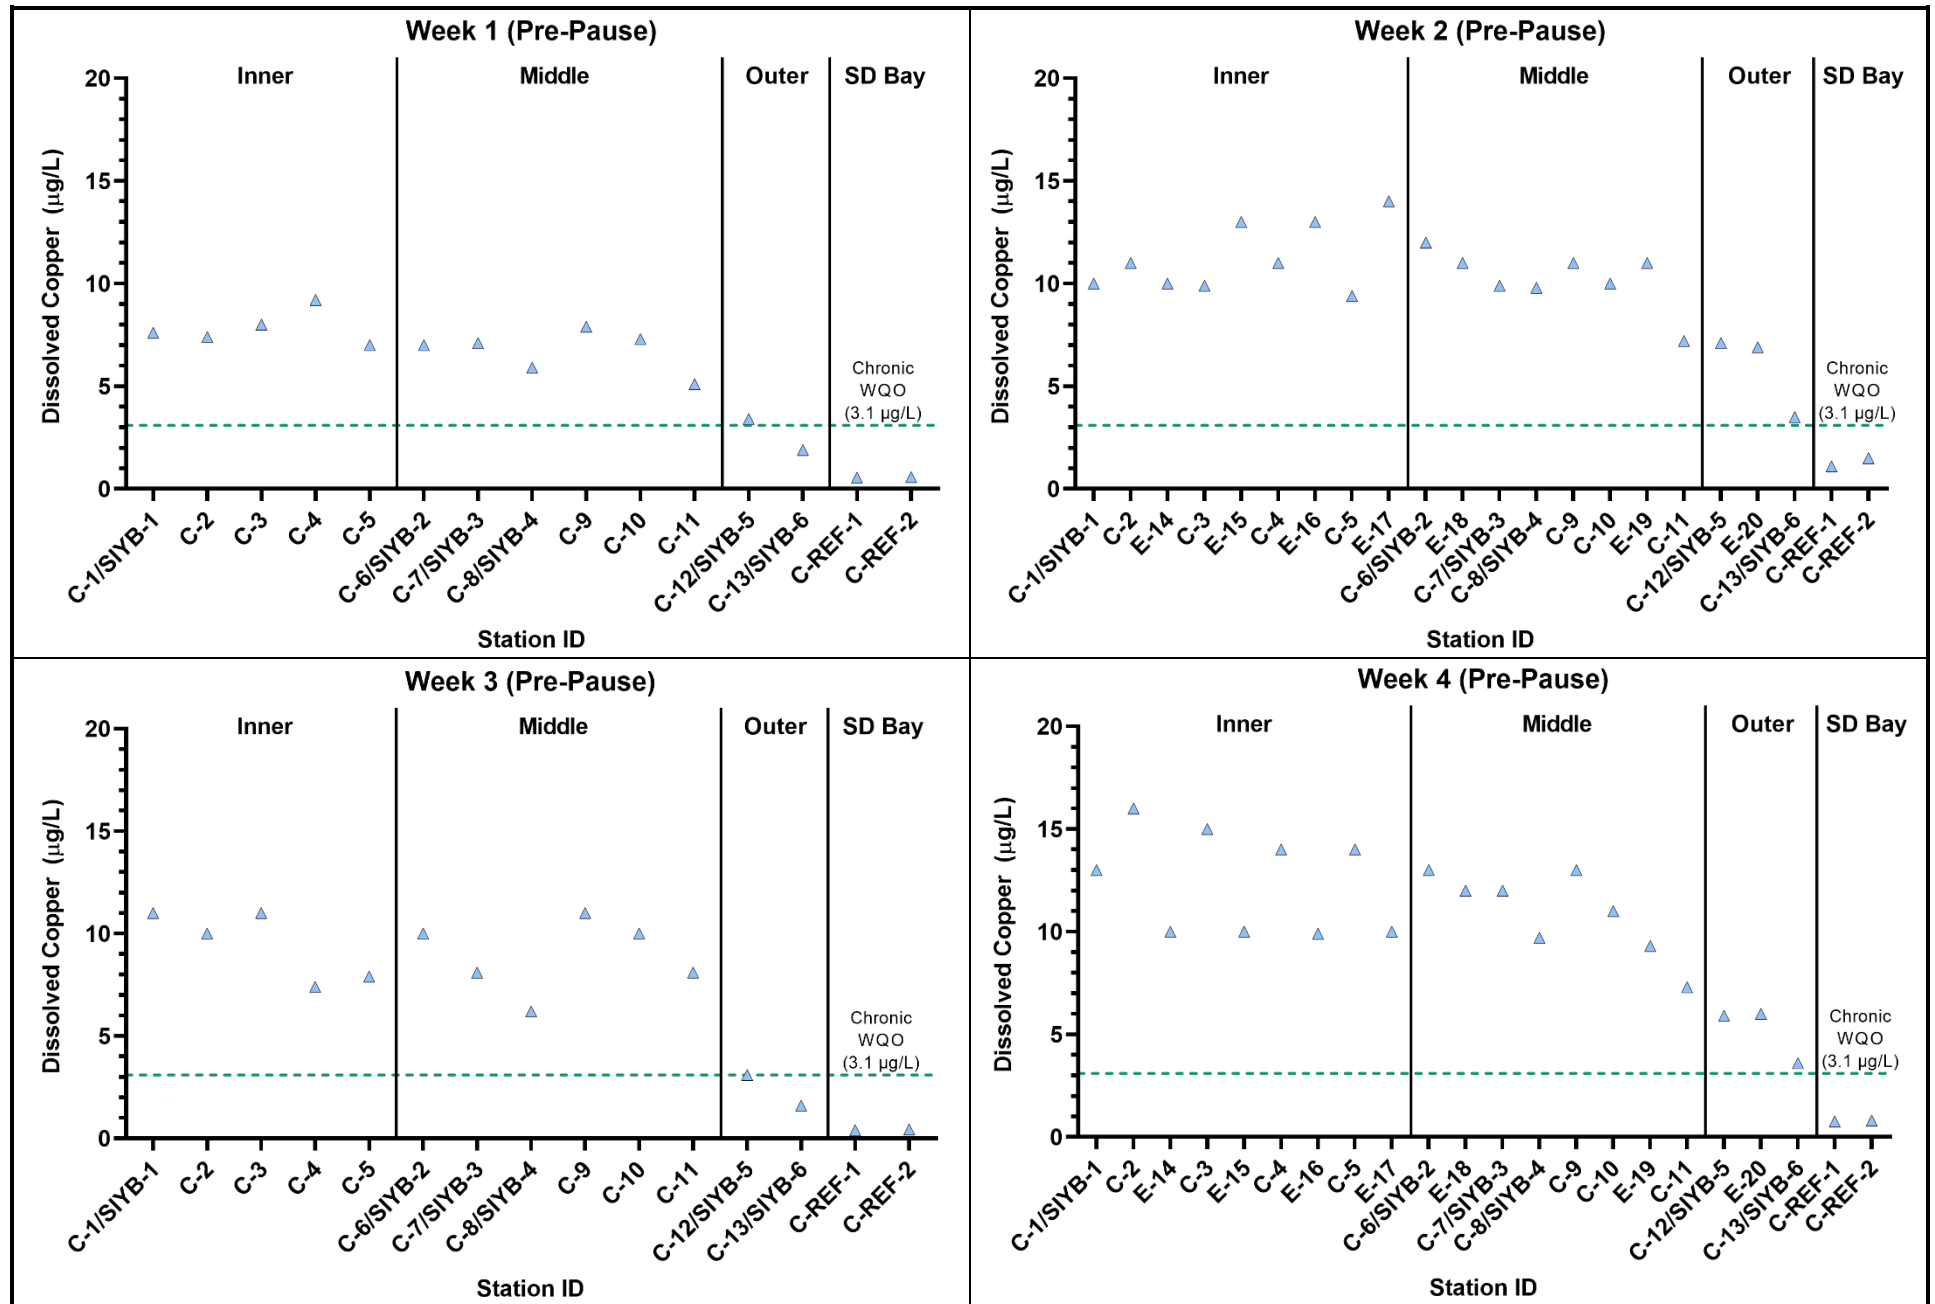 Week 1 (Pre-Pause)
Inner Middle Outer SD Bay
20
15
10
5
0
Dissolved Copper (µg/L)
Chronic
WQO
(3.1 µg/L)
C-1/SIYB-1
C-2
C-3
C-4
C-5
C-6/SIYB-2
C-7/SIYB-3
C-8/SIYB-4
C-9
C-10
C-11
C-12/SIYB-5
C-13/SIYB-6
C-REF-1
C-REF-2
Station ID
Week 2 (Pre-Pause)
Inner Middle Outer SD Bay
20
15
10
5
0
Dissolved Copper (µg/L)
Chronic
WQO
(3.1 µg/L)
C-1/SIYB-1
C-2
E-14
C-3
E-15
C-4
E-16
C-5
E-17
C-6/SIYB-2
E-18
C-7/SIYB-3
C-8/SIYB-4
C-9
C-10
E-19
C-11
C-12/SIYB-5
E-20
C-13/SIYB-6
C-REF-1
C-REF-2
Station ID
Week 3 (Pre-Pause)
Inner Middle Outer SD Bay
20
15
10
5
0
Dissolved Copper (µg/L)
Chronic
WQO
(3.1 µg/L)
C-1/SIYB-1
C-2
C-3
C-4
C-5
C-6/SIYB-2
C-7/SIYB-3
C-8/SIYB-4
C-9
C-10
C-11
C-12/SIYB-5
C-13/SIYB-6
C-REF-1
C-REF-2
Station ID
Week 4 (Pre-Pause)
Inner Middle Outer SD Bay
20
15
10
5
0
Dissolved Copper (µg/L)
Chronic
WQO
(3.1 µg/L)
C-1/SIYB-1
C-2
E-14
C-3
E-15
C-4
E-16
C-5
E-17
C-6/SIYB-2
E-18
C-7/SIYB-3
C-8/SIYB-4
C-9
C-10
E-19
C-11
C-12/SIYB-5
E-20
C-13/SIYB-6
C-REF-1
C-REF-2
Station ID